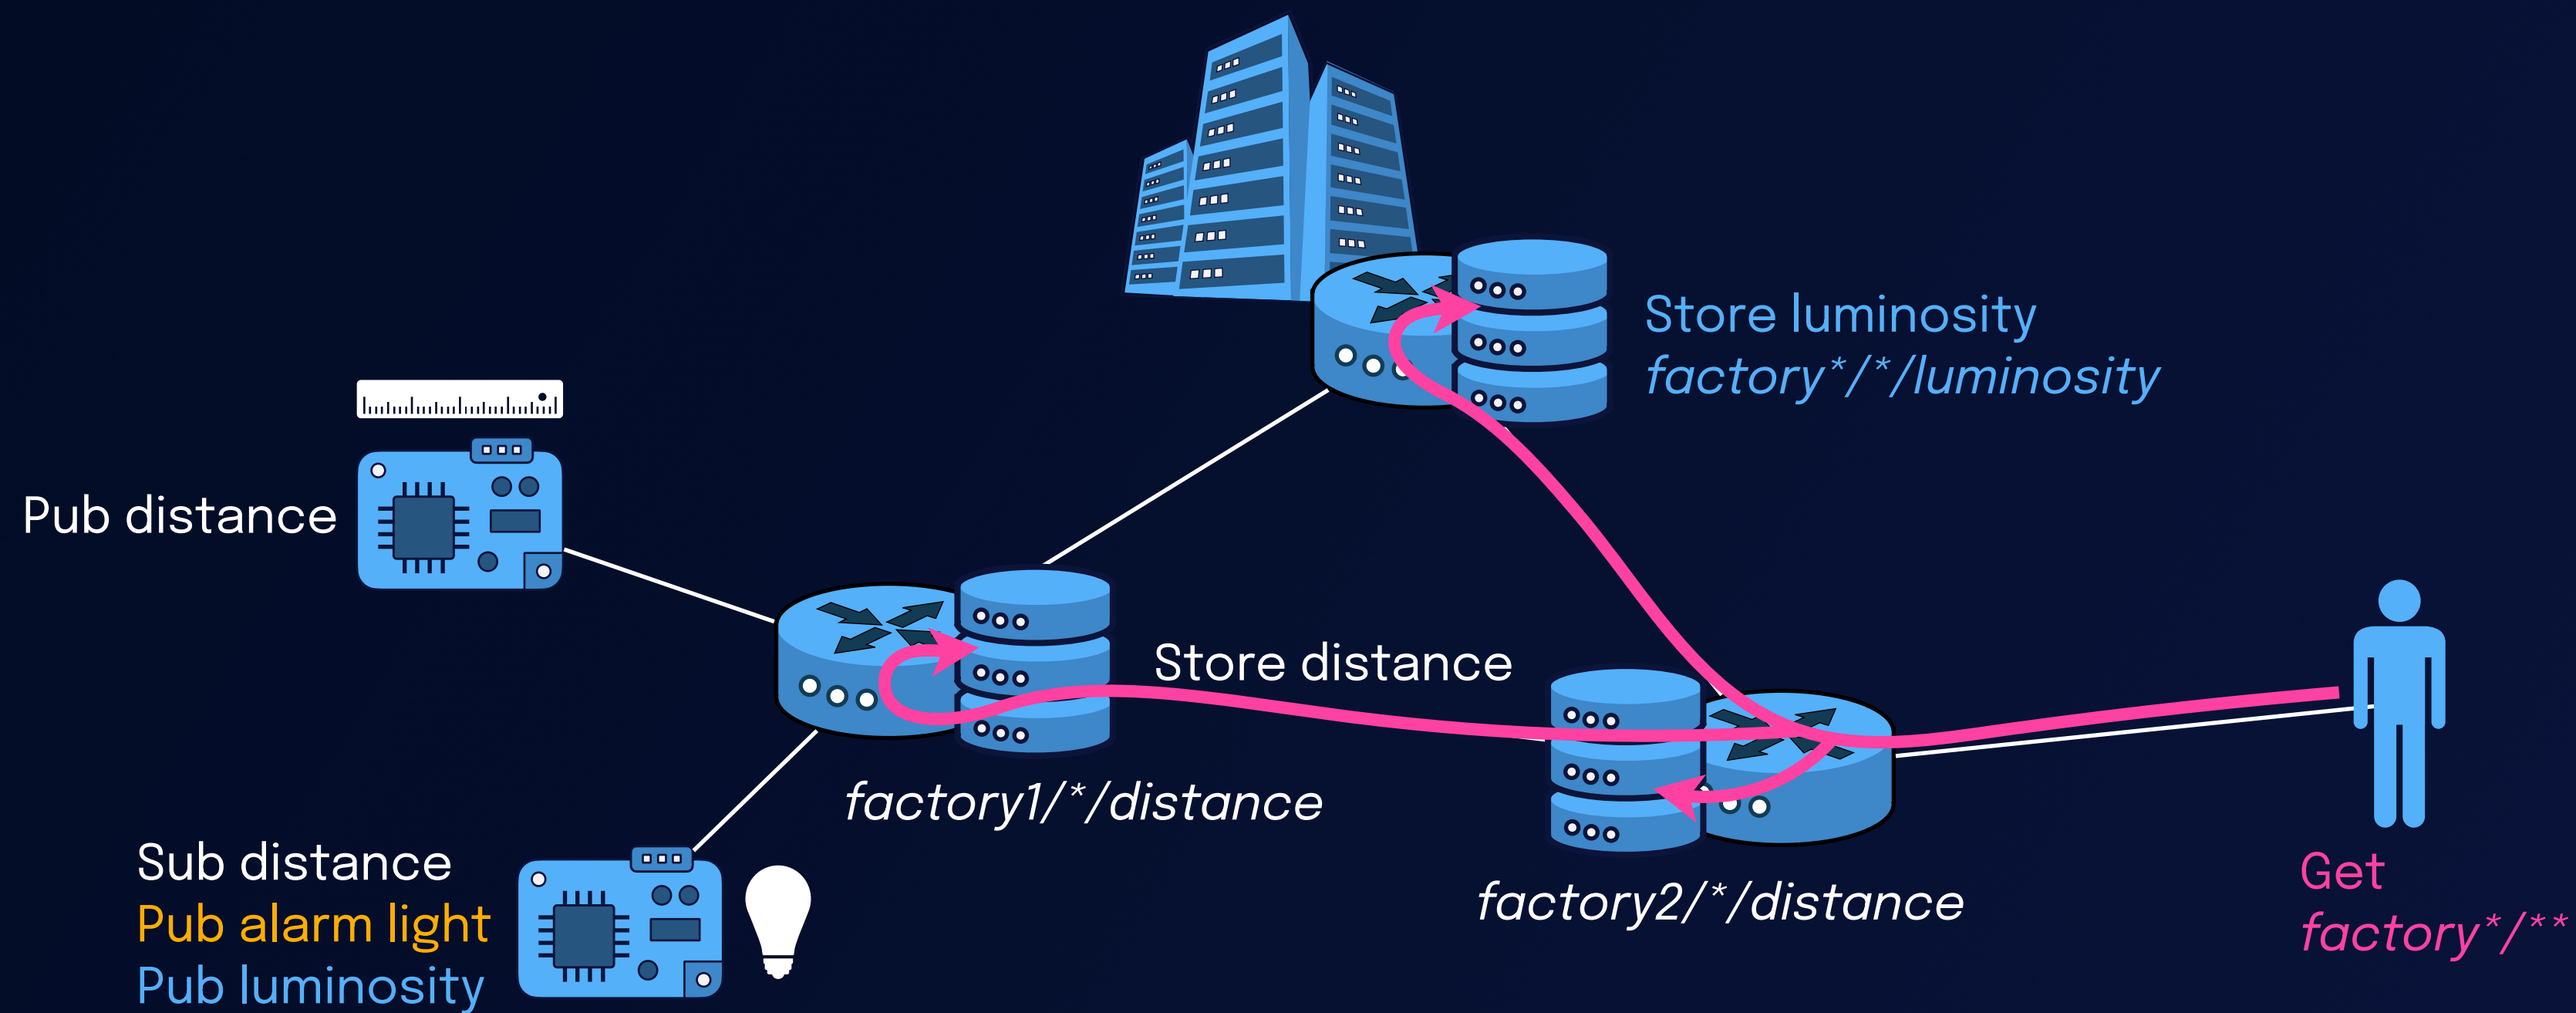 Store luminosity
factory*/*/luminosity
Pub distance
Store distance
factory1/*/distance
Sub distance
Pub alarm light
Pub luminosity
factory2/*/distance
Get
factory*/**